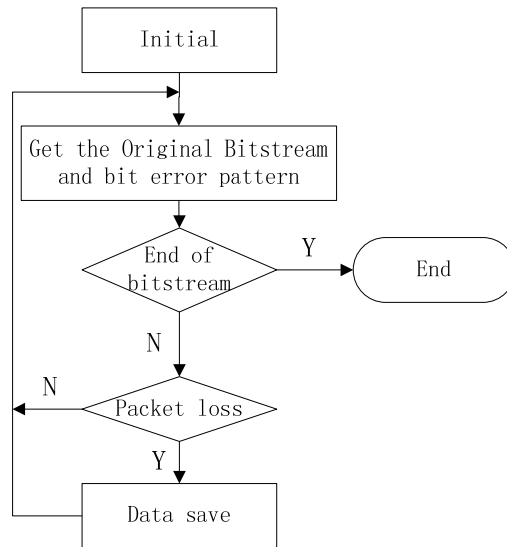 Initial
Get the Original Bitstream
and bit error pattern
End of
bitstream
Y
End
N
N
Packet loss
Y
Data save